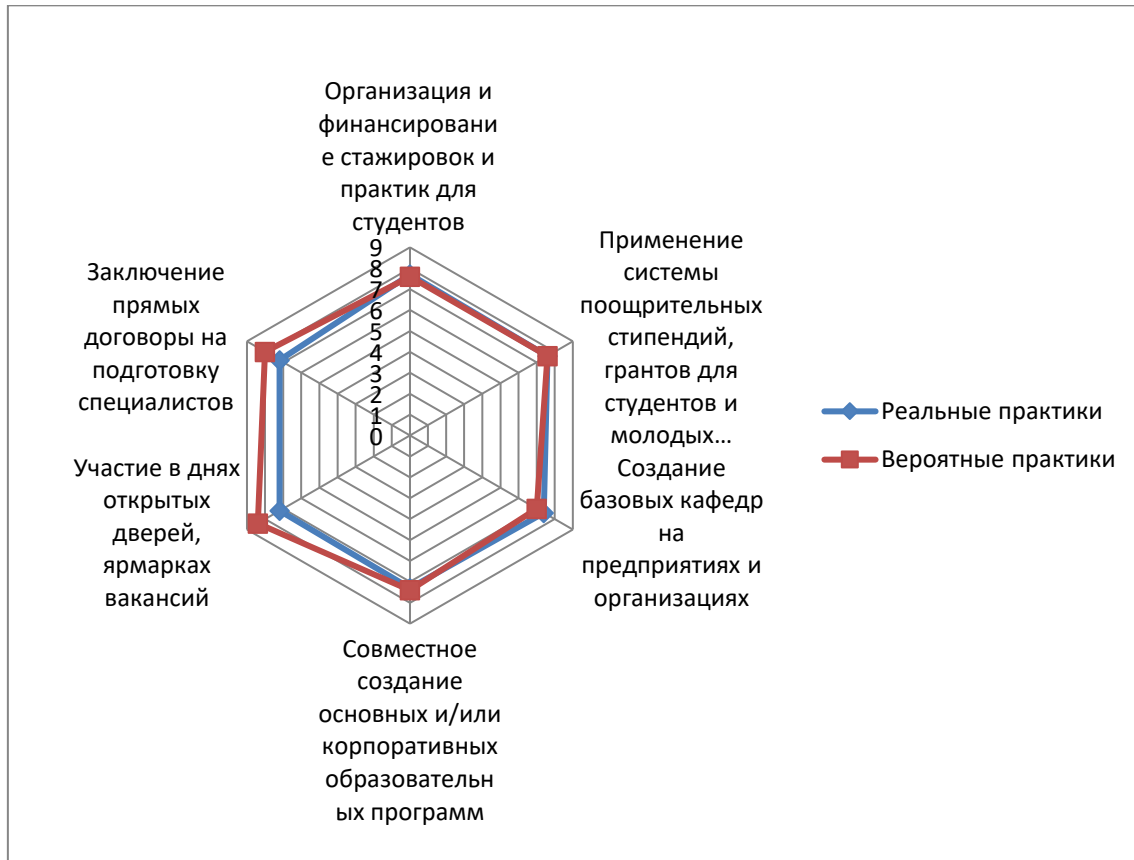 Организация и
финансировани
е стажировок и
практик для
студентов
Применение
системы
поощрительных
стипендий,
грантов для
студентов и
молодых…
Создание
базовых кафедр
на
предприятиях и
организациях
Совместное
создание
основных и/или
корпоративных
образовательн
ых программ
Участие в днях
открытых
дверей,
ярмарках
вакансий
Заключение
прямых
договоры на
подготовку
специалистов
9
8
7
6
5
4
3
2
1
0
Реальные практики
Вероятные практики